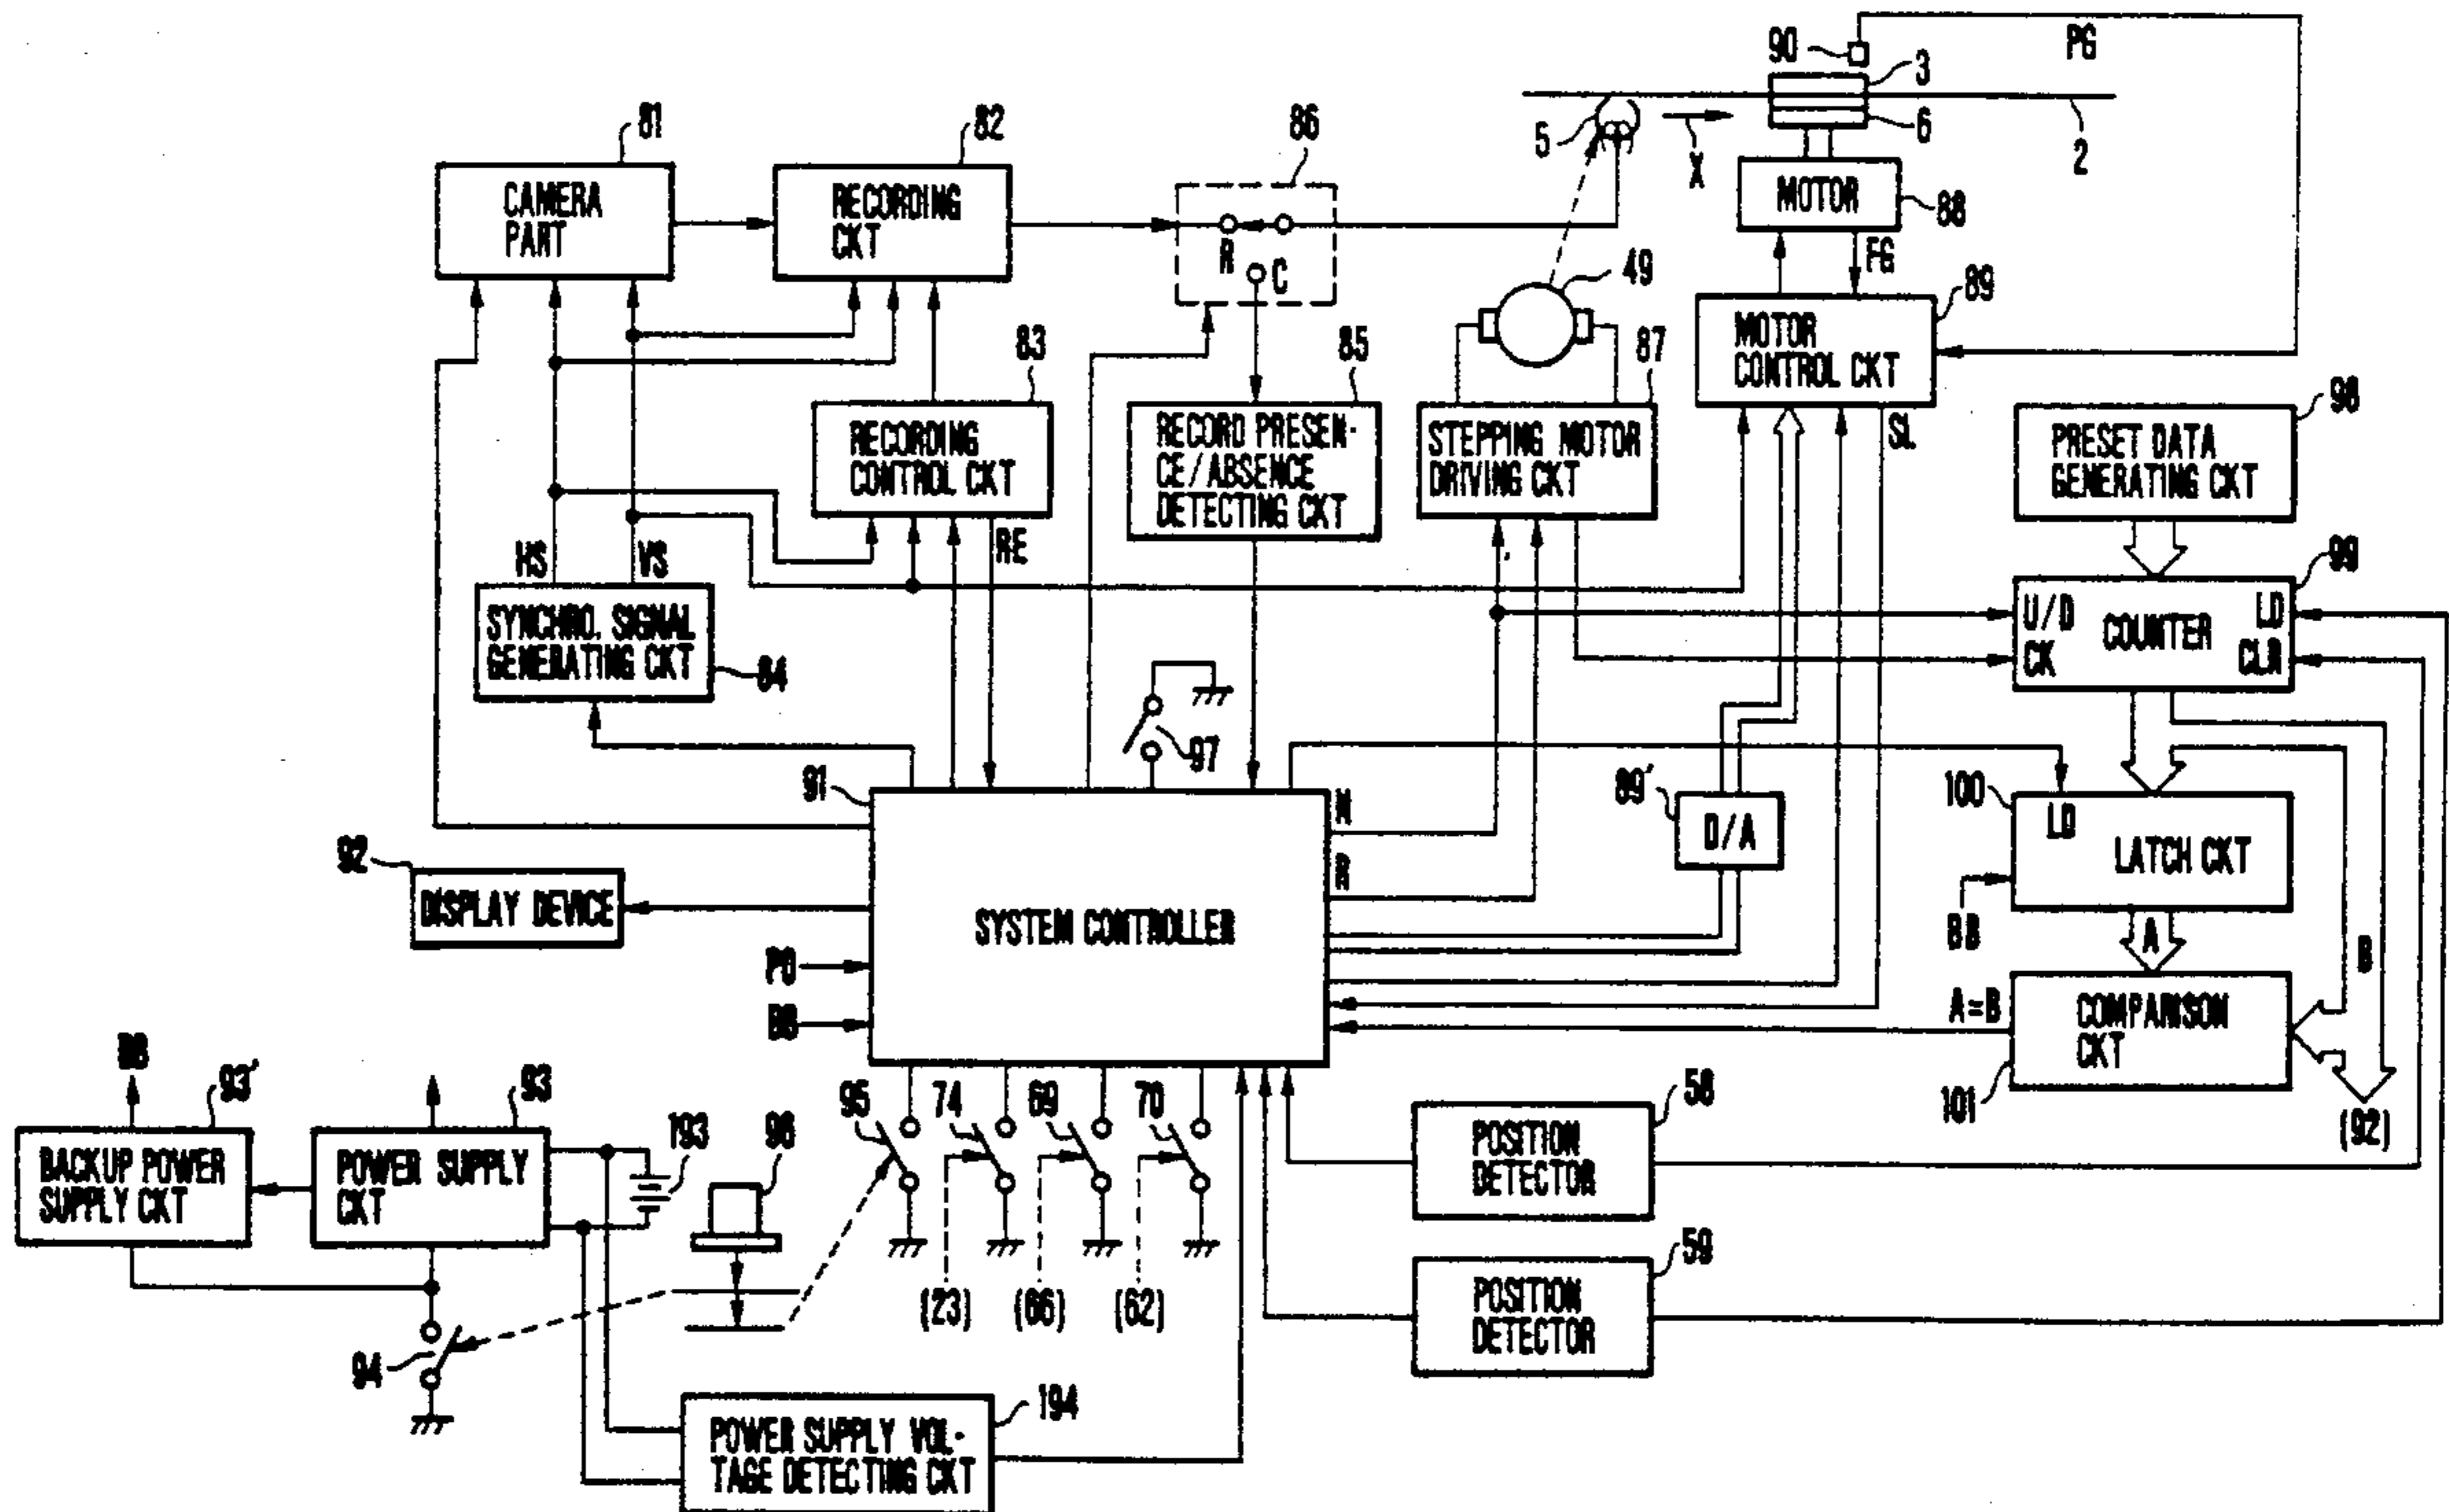 90
PG
3
81
82
86
5
6
X
2
CAMERA
PART
RECORDING
CKT
MOTOR
88
R
C
49
FG
89
83
85
87
MOTOR
CONTROL CKT
98
RECORDING
CONTROL CKT
RECORD PRESEN-
CE/ABSENCE
DETECTING CKT
STEPPING MOTOR
DRIVING CKT
SL
PRESET DATA
GENERATING CKT
HS
VS
RE
99
SYNCHRO. SIGNAL
GENERATING CKT
84
U/D
CK
COUNTER
LD
CLR
97
91
89'
100
D/A
LD
LATCH CKT
92
DISPLAY DEVICE
SYSTEM CONTROLLER
BB
A
B
A=B
COMPARISON
CKT
101
(92)
93'
93
193
95
74
69
70
58
BACKUP POWER
SUPPLY CKT
POWER SUPPLY
CKT
POSITION
DETECTOR
59
(23)
(66)
(62)
POSITION
DETECTOR
94
194
POWER SUPPLY VOL-
TAGE DETECTING CKT